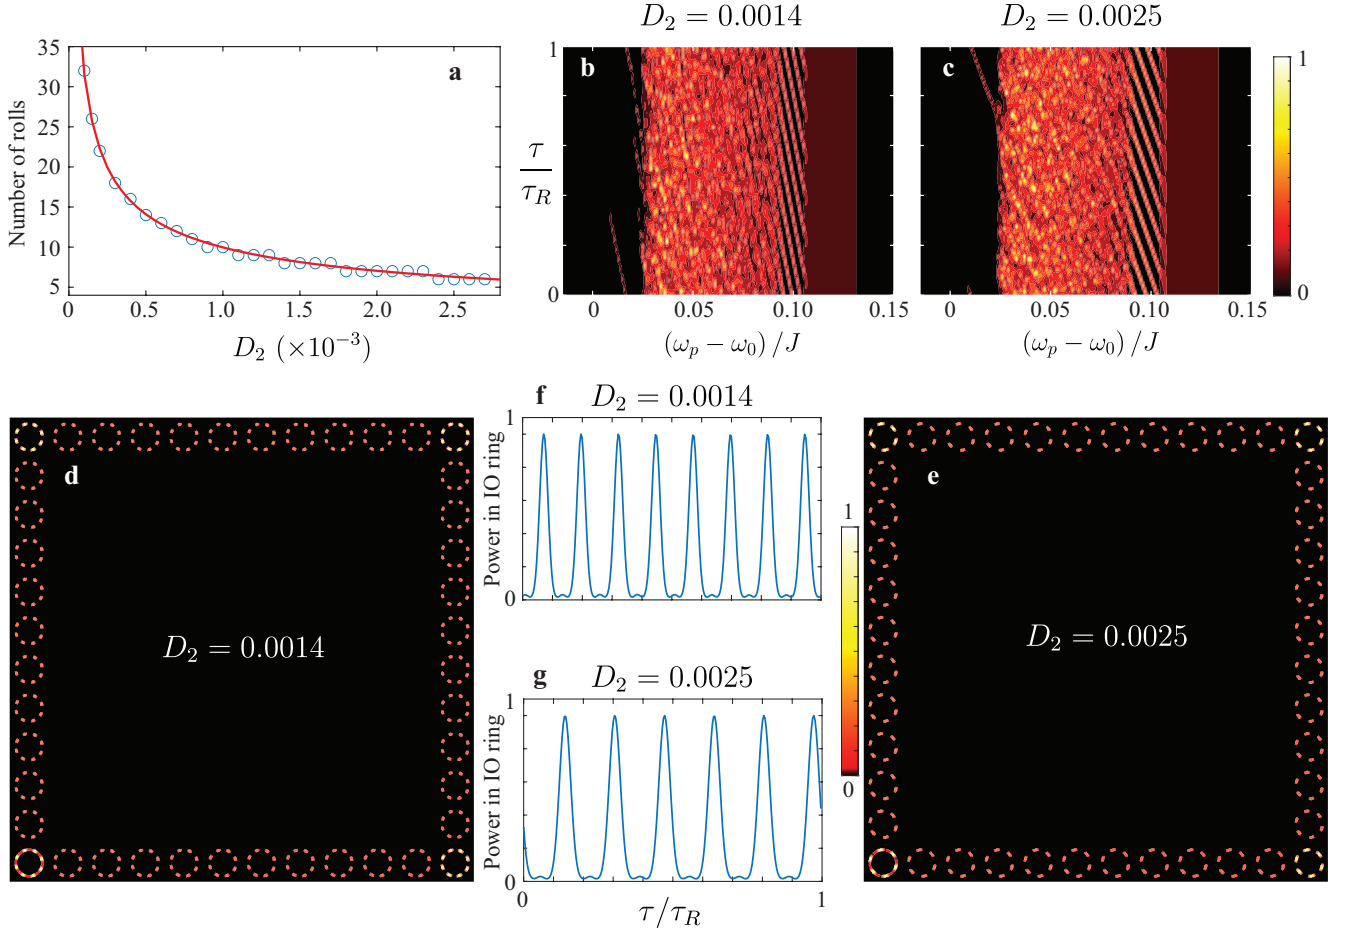 a
35
30
25
20
15
10
5
Number of rolls
0 0.5 1.0 1.5 2.0 2.5
D₂ (×10⁻³)
D₂ = 0.0014
b
1
τ/τ_R
0
0 0.05 0.10 0.15
(ω_p − ω₀)/J
D₂ = 0.0025
c
0 0.05 0.10 0.15
(ω_p − ω₀)/J
1
0
d
D₂ = 0.0014
f
D₂ = 0.0014
1
Power in IO ring
0
g
D₂ = 0.0025
1
Power in IO ring
0
0 1
τ/τ_R
1
0
e
D₂ = 0.0025